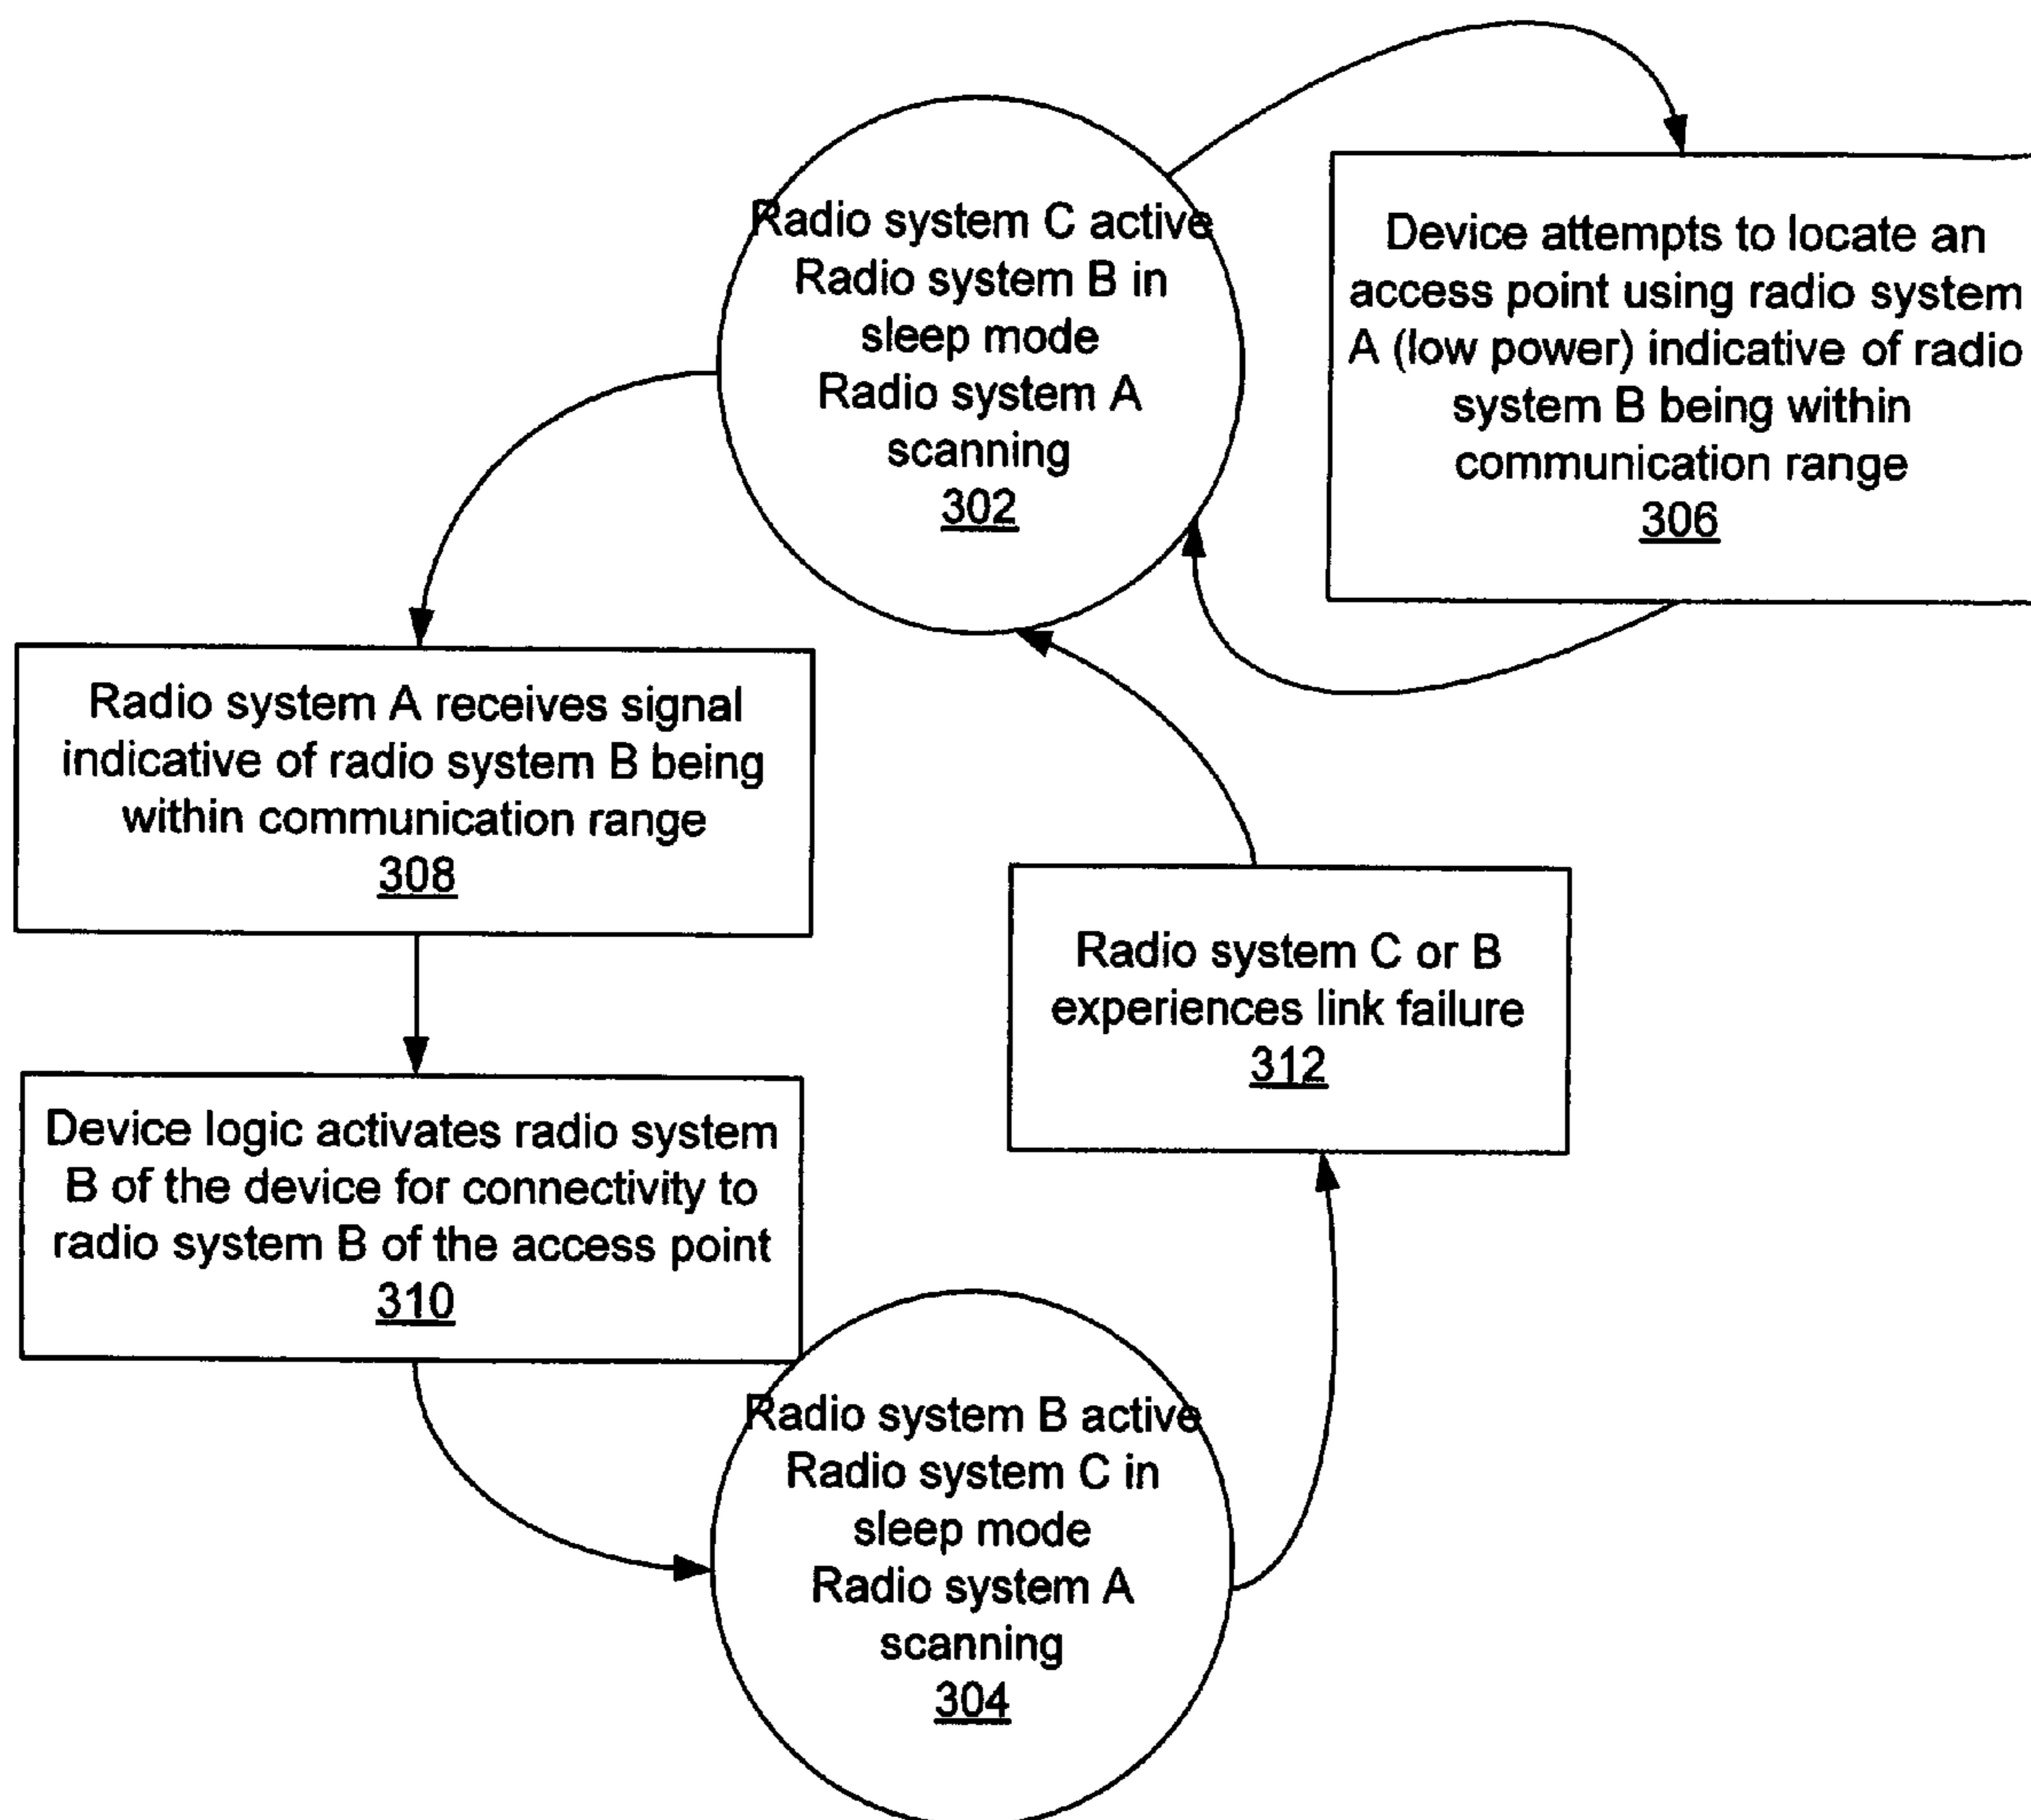 Radio system C active
Radio system B in
sleep mode
Radio system A
scanning
302
Device attempts to locate an
access point using radio system
A (low power) indicative of radio
system B being within
communication range
306
Radio system A receives signal
indicative of radio system B being
within communication range
308
Radio system C or B
experiences link failure
312
Device logic activates radio system
B of the device for connectivity to
radio system B of the access point
310
Radio system B active
Radio system C in
sleep mode
Radio system A
scanning
304